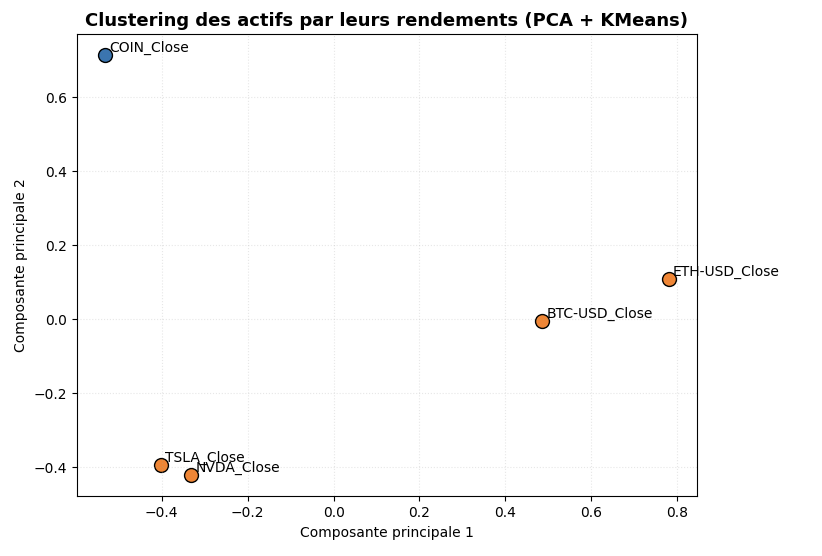 Clustering des actifs par leurs rendements (PCA + KMeans)
COIN_Close
ETH-USD_Close
BTC-USD_Close
TSLA_Close
NVDA_Close
Composante principale 2
0.6
0.4
0.2
0.0
−0.2
−0.4
−0.4
−0.2
0.0
0.2
0.4
0.6
0.8
Composante principale 1